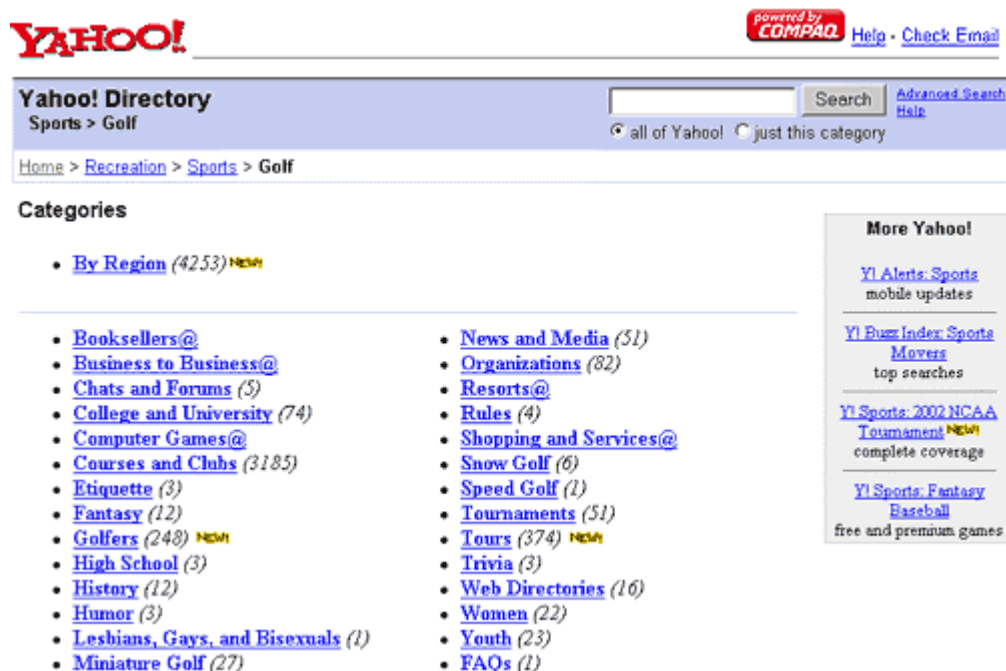 YAHOO!
powered by
COMPAQ
Help - Check Email
Yahoo! Directory
Sports > Golf
Search
Advanced Search
Help
all of Yahoo! just this category
Home > Recreation > Sports > Golf
Categories
By Region (4253) NEW!
Booksellers@
Business to Business@
Chats and Forums (5)
College and University (74)
Computer Games@
Courses and Clubs (3185)
Etiquette (3)
Fantasy (12)
Golfers (248) NEW!
High School (3)
History (12)
Humor (3)
Lesbians, Gays, and Bisexuals (1)
Miniature Golf (27)
News and Media (51)
Organizations (82)
Resorts@
Rules (4)
Shopping and Services@
Snow Golf (6)
Speed Golf (1)
Tournaments (51)
Tours (374) NEW!
Trivia (3)
Web Directories (16)
Women (22)
Youth (23)
FAQs (1)
More Yahoo!
Y! Alerts: Sports
mobile updates
Y! Buzz Index: Sports
Movers
top searches
Y! Sports: 2002 NCAA
Tournament NEW!
complete coverage
Y! Sports: Fantasy
Baseball
free and premium games